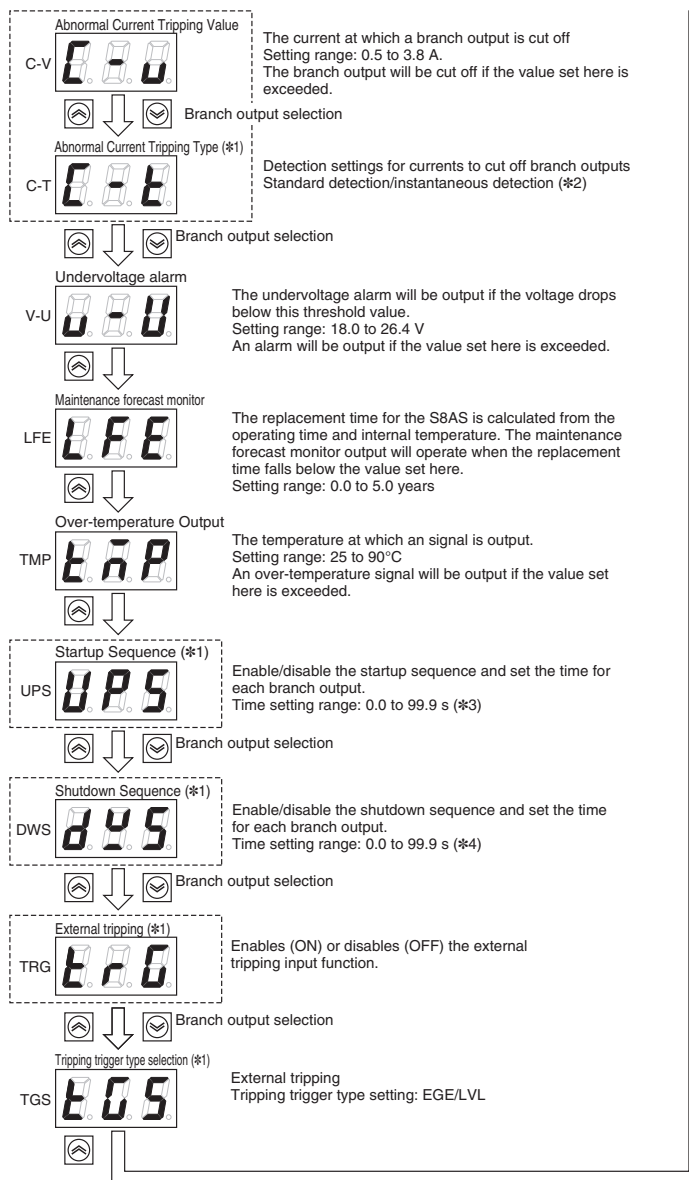 Abnormal Current Tripping Value
C-V
The current at which a branch output is cut off
Setting range: 0.5 to 3.8 A.
The branch output will be cut off if the value set here is
exceeded.
Branch output selection
Abnormal Current Tripping Type (✽1)
C-T
Detection settings for currents to cut off branch outputs
Standard detection/instantaneous detection (✽2)
Branch output selection
Undervoltage alarm
V-U
The undervoltage alarm will be output if the voltage drops
below this threshold value.
Setting range: 18.0 to 26.4 V
An alarm will be output if the value set here is exceeded.
Maintenance forecast monitor
LFE
LFE
The replacement time for the S8AS is calculated from the
operating time and internal temperature. The maintenance
forecast monitor output will operate when the replacement
time falls below the value set here.
Setting range: 0.0 to 5.0 years
Over-temperature Output
TMP
The temperature at which an signal is output.
Setting range: 25 to 90°C
An over-temperature signal will be output if the value set
here is exceeded.
Startup Sequence (✽1)
UPS
UPS
Enable/disable the startup sequence and set the time for
each branch output.
Time setting range: 0.0 to 99.9 s (✽3)
Branch output selection
Shutdown Sequence (✽1)
DWS
Enable/disable the shutdown sequence and set the time
for each branch output.
Time setting range: 0.0 to 99.9 s (✽4)
Branch output selection
External tripping (✽1)
TRG
trG
Enables (ON) or disables (OFF) the external
tripping input function.
Branch output selection
Tripping trigger type selection (✽1)
TGS
tGS
External tripping
Tripping trigger type setting: EGE/LVL